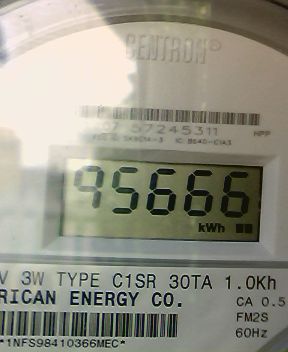 CENTRON®
57245311
HPP
95666
kWh
V 3W TYPE C1SR 30TA 1.0Kh
RICAN ENERGY CO.
CA 0.5
FM2S
60Hz
*1NFS98410366MEC*